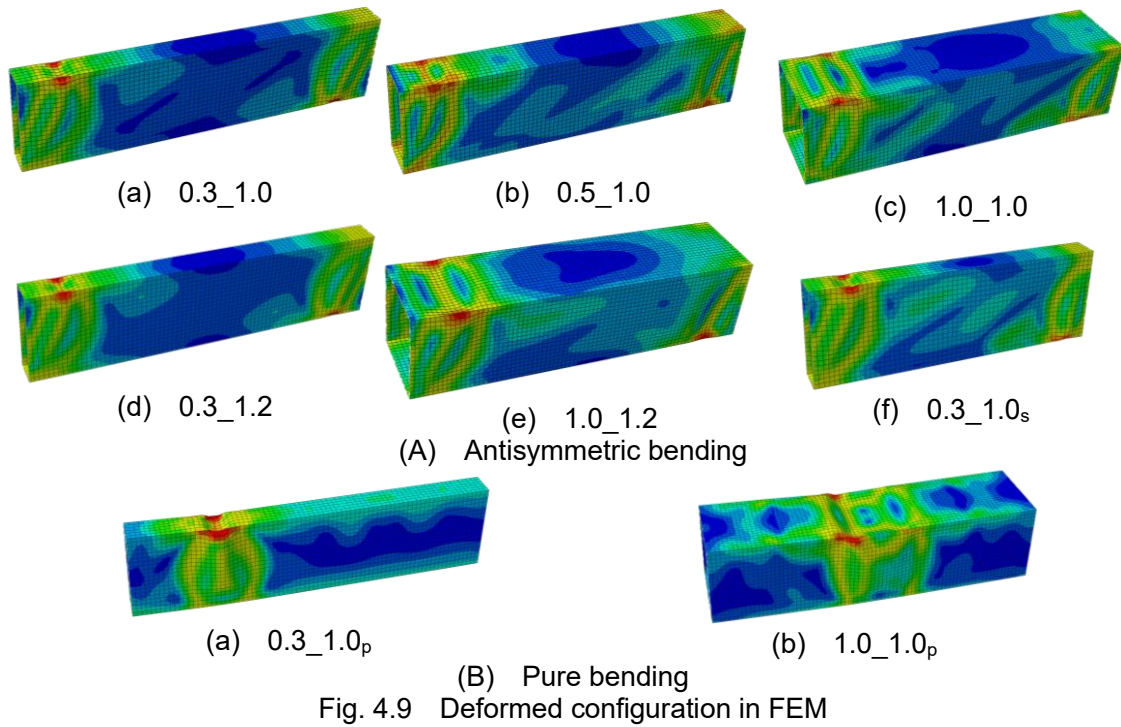 (a) 0.3_1.0
(b) 0.5_1.0
(c) 1.0_1.0
(d) 0.3_1.2
(e) 1.0_1.2
(f) 0.3_1.0s
(A) Antisymmetric bending
(a) 0.3_1.0p
(b) 1.0_1.0p
(B) Pure bending
Fig. 4.9 Deformed configuration in FEM